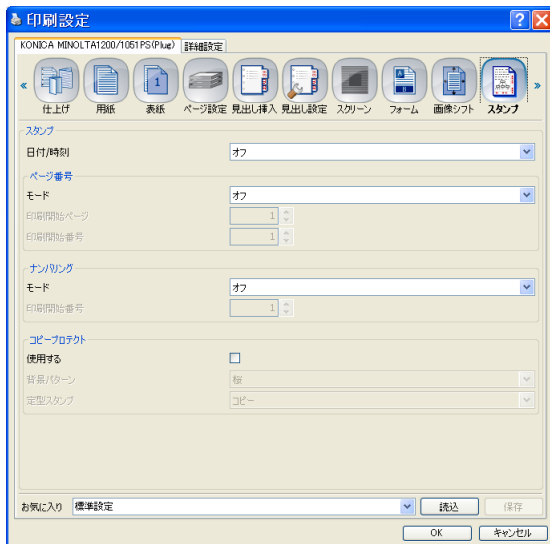 印刷設定
KONICA MINOLTA1200/1051PS(Plug) 詳細設定
仕上げ 用紙 表紙 ページ設定 見出し挿入 見出し設定 スクリーン フォーム 画像シフト スタンプ
スタンプ
日付/時刻 オフ
ページ番号
モード オフ
印刷開始ページ 1
印刷開始番号 1
ナンバリング
モード オフ
印刷開始番号 1
コピープロテクト
使用する
背景パターン 桜
定型スタンプ コピー
お気に入り 標準設定 読込 保存
OK キャンセル